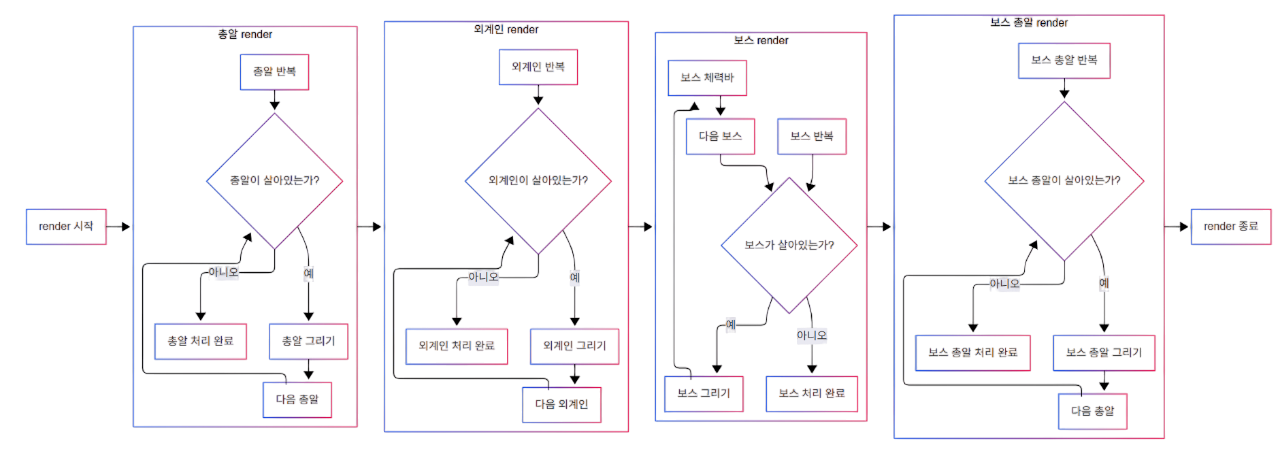 render 시작
총알 render
총알 반복
총알이 살아있는가?
아니오
예
총알 처리 완료
총알 그리기
다음 총알
외계인 render
외계인 반복
외계인이 살아있는가?
아니오
예
외계인 처리 완료
외계인 그리기
다음 외계인
보스 render
보스 체력바
다음 보스
보스 반복
보스가 살아있는가?
예
아니오
보스 그리기
보스 처리 완료
보스 총알 render
보스 총알 반복
보스 총알이 살아있는가?
아니오
예
보스 총알 처리 완료
보스 총알 그리기
다음 총알
render 종료